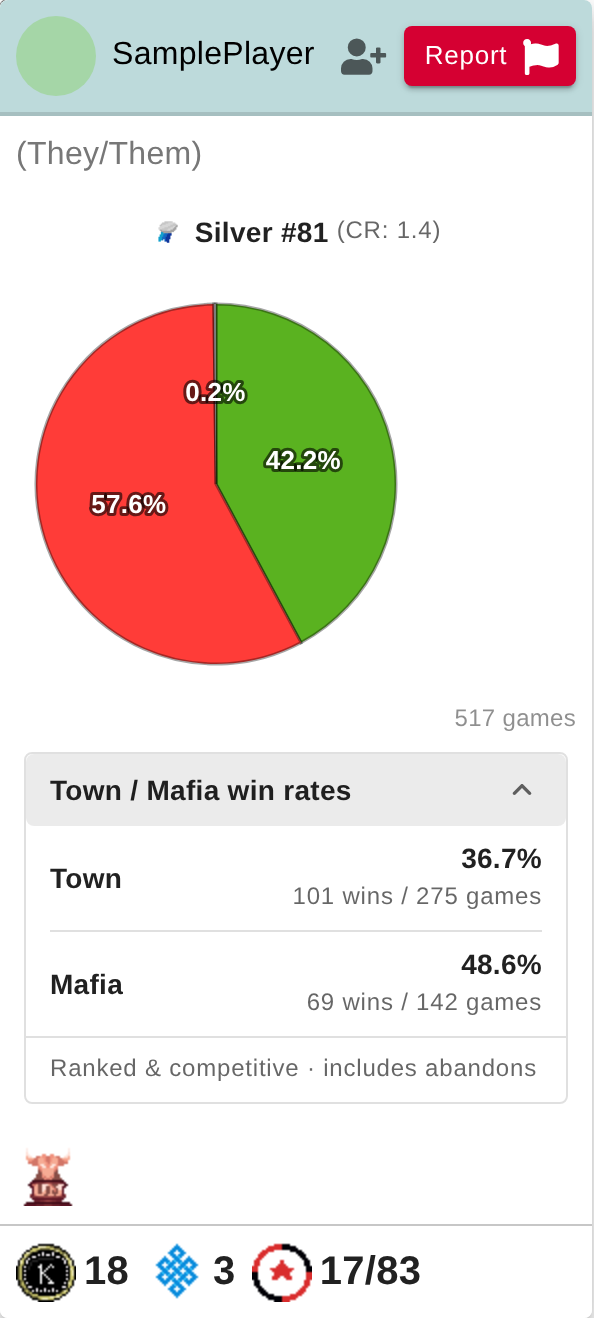 SamplePlayer
Report
(They/Them)
Silver #81 (CR: 1.4)
0.2%
42.2%
57.6%
517 games
Town / Mafia win rates
Town
36.7%
101 wins / 275 games
Mafia
48.6%
69 wins / 142 games
Ranked & competitive · includes abandons
K 18 3 17/83